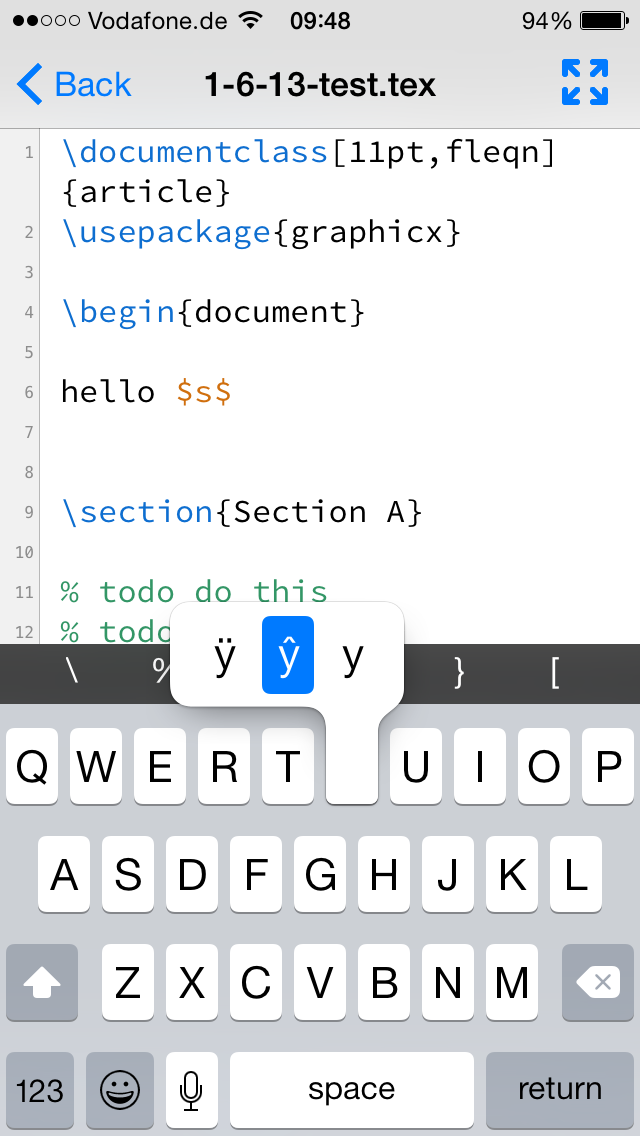 Vodafone.de 09:48 94%
Back 1-6-13-test.tex
1 \documentclass[11pt,fleqn]
{article}
2 \usepackage{graphicx}
3
4 \begin{document}
5
6 hello $s$
7
8
9 \section{Section A}
10
11 % todo do this
12 % todo
\ % } [
ÿ ŷ y
Q W E R T U I O P
A S D F G H J K L
Z X C V B N M
123 space return